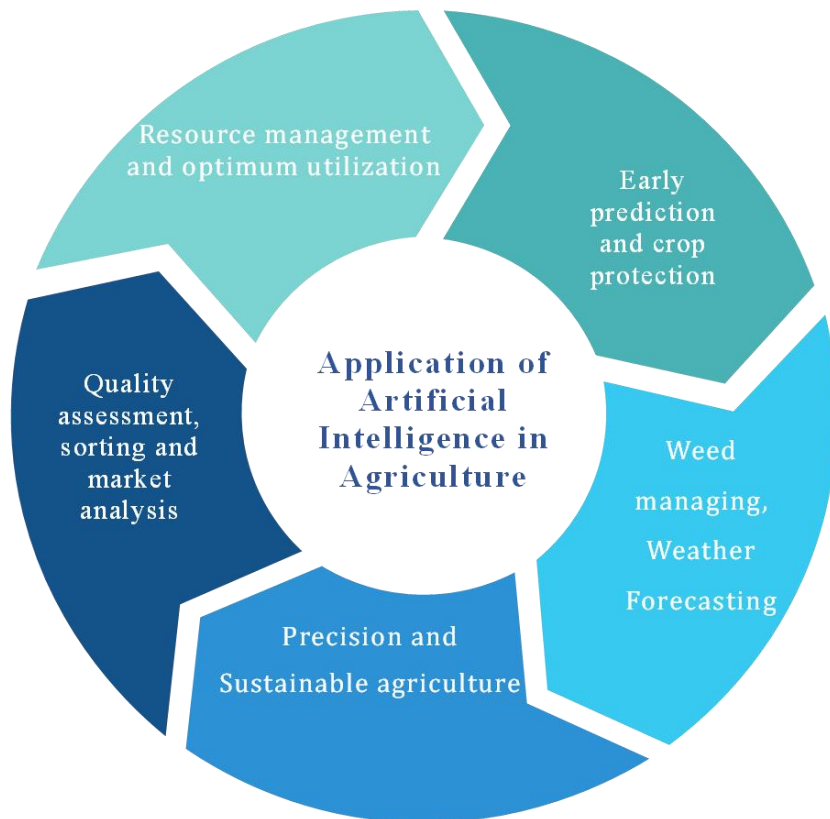 Resource management
and optimum utilization
Early
prediction
and crop
protection
Weed
managing,
Weather
Forecasting
Precision and
Sustainable agriculture
Quality
assessment,
sorting and
market
analysis
Application of
Artificial
Intelligence in
Agriculture